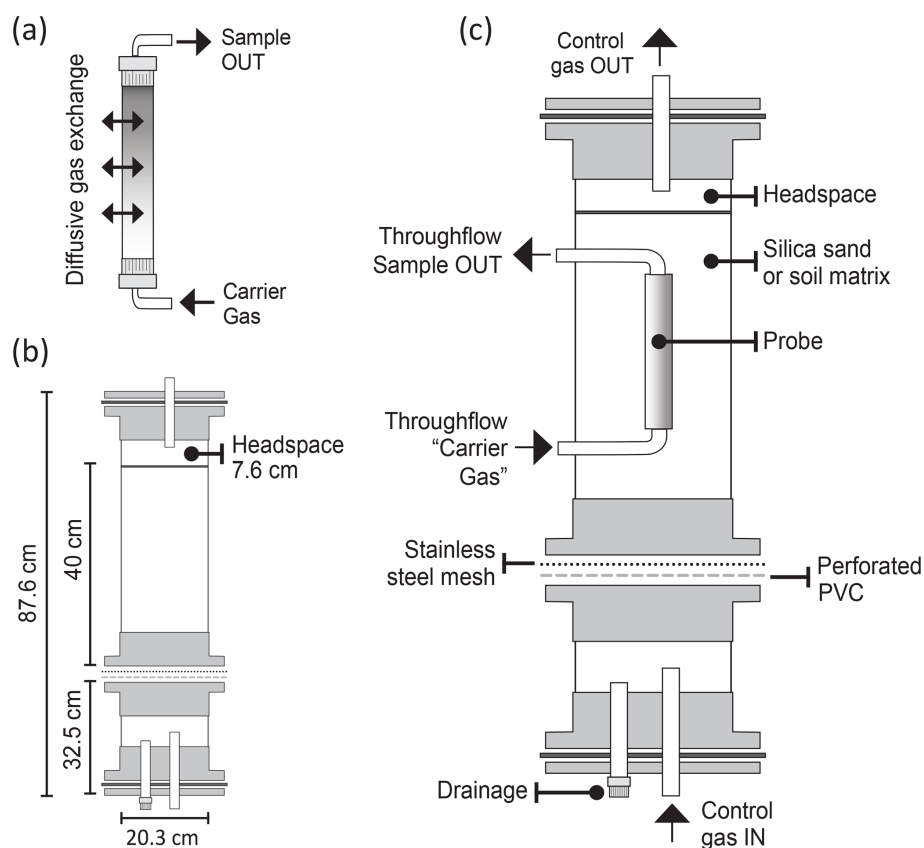 (a)
Sample
OUT
Diffusive gas exchange
Carrier
Gas
(b)
Headspace
7.6 cm
87.6 cm
40 cm
32.5 cm
20.3 cm
(c)
Control
gas OUT
Headspace
Throughflow
Sample OUT
Silica sand
or soil matrix
Probe
Throughflow
“Carrier
Gas”
Stainless
steel mesh
Perforated
PVC
Drainage
Control
gas IN